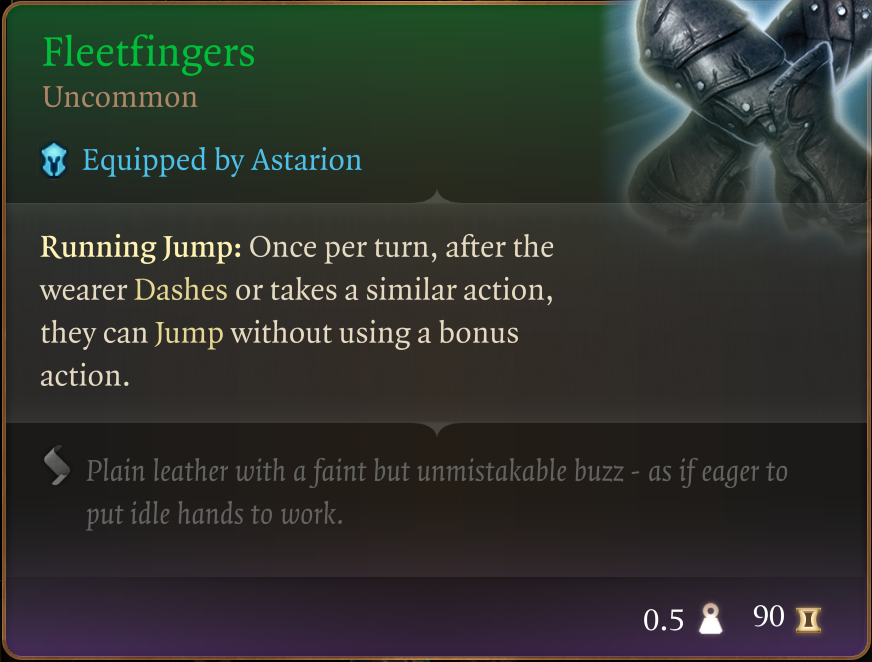 Fleetfingers
Uncommon
Equipped by Astarion
Running Jump: Once per turn, after the
wearer Dashes or takes a similar action,
they can Jump without using a bonus
action.
Plain leather with a faint but unmistakable buzz - as if eager to
put idle hands to work.
0.5 90